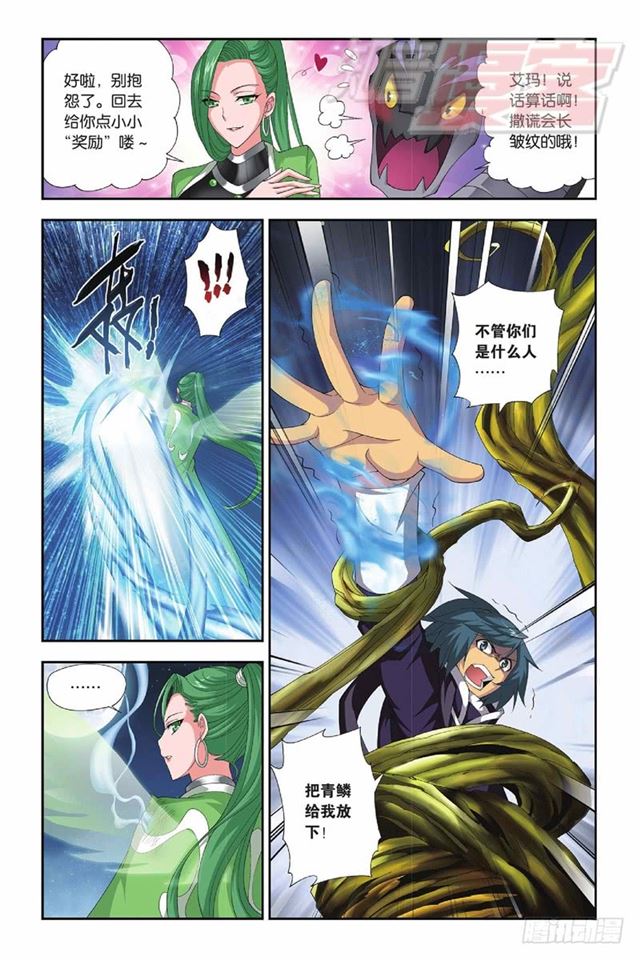 好啦，别抱
怨了。回去
给你点小小
“奖励”喽～
艾玛！说
话算话啊！
撒谎会长
皱纹的哦！
!!!
轰!
……
不管你们
是什么人
……
把青鳞
给我放
下！
腾讯动漫